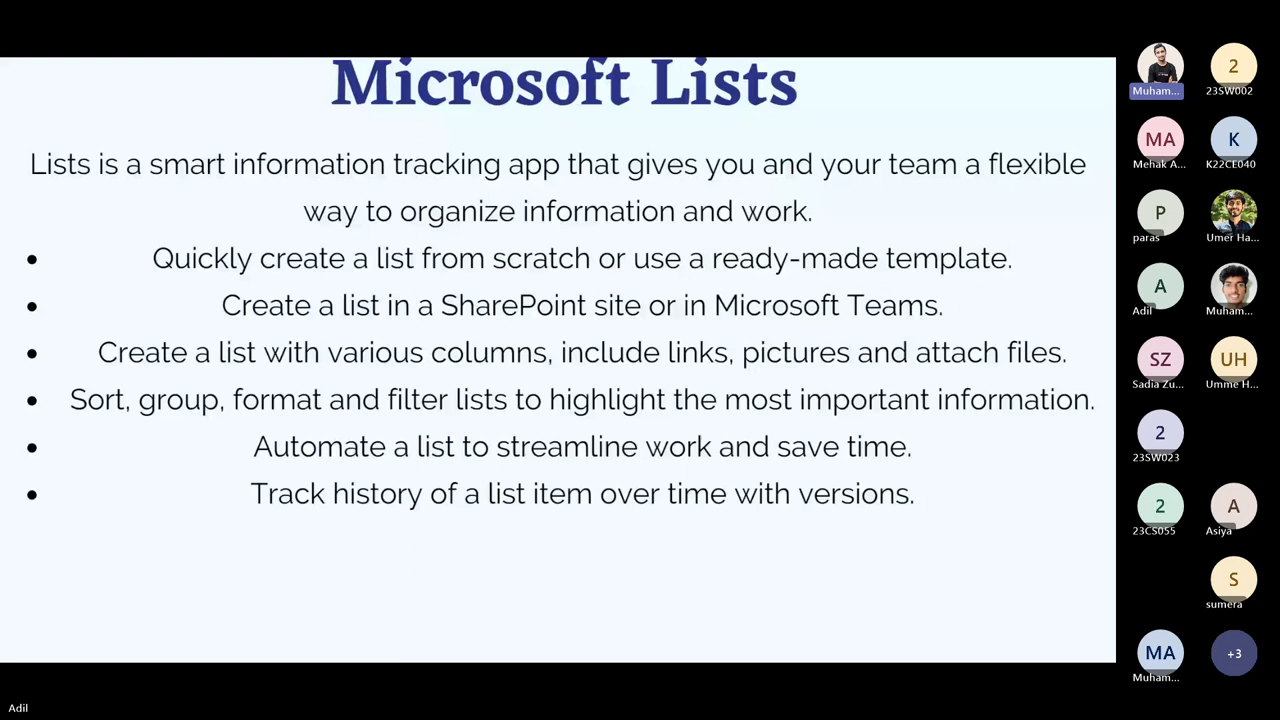 Microsoft Lists
Lists is a smart information tracking app that gives you and your team a flexible
way to organize information and work.
• Quickly create a list from scratch or use a ready-made template.
• Create a list in a SharePoint site or in Microsoft Teams.
• Create a list with various columns, include links, pictures and attach files.
• Sort, group, format and filter lists to highlight the most important information.
• Automate a list to streamline work and save time.
• Track history of a list item over time with versions.
Muham...
2
23SW002
MA
Mehak A...
K
K22CE040
P
paras
Umer Ha...
A
Adil
Muham...
SZ
Sadia Zu...
UH
Umme H...
2
23SW023
2
23CS055
A
Asiya
S
sumera
MA
Muham...
+3
Adil